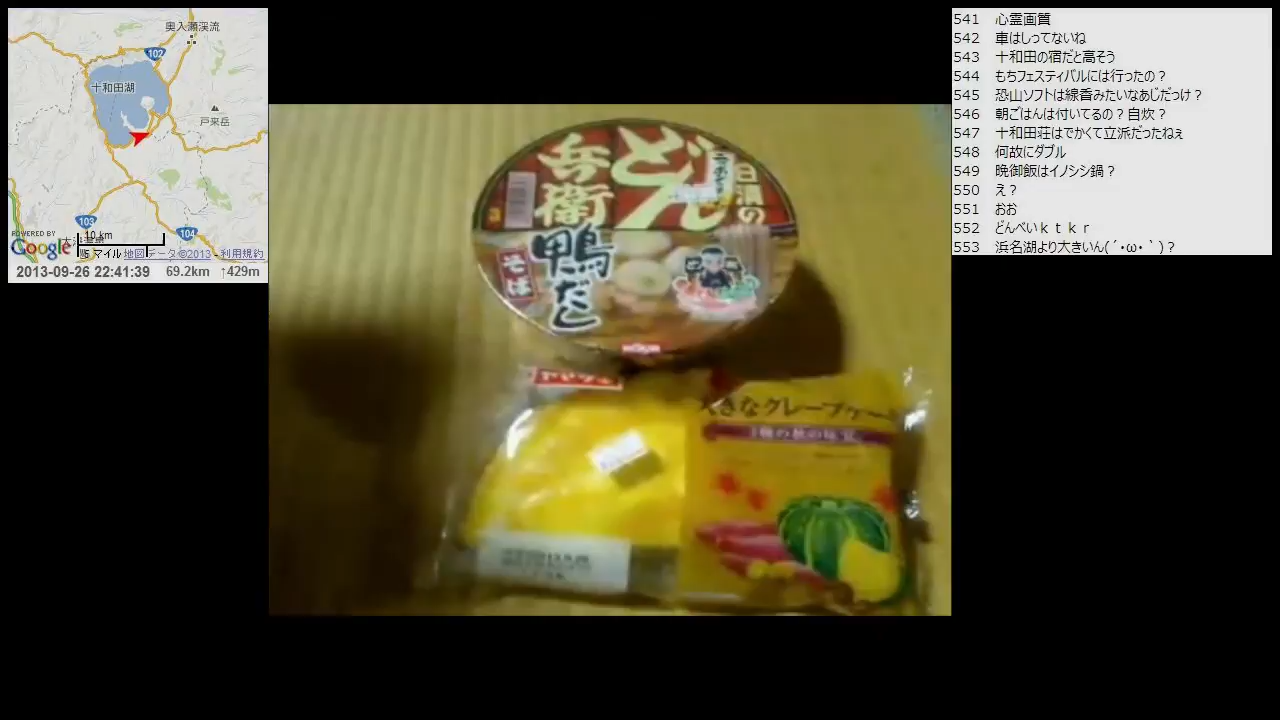 奥入瀬渓流
102
十和田湖
戸来岳
103
104
10 km
5 マイル
POWERED BY
Google
地図データ©2013 - 利用規約
2013-09-26 22:41:39 69.2km ↑429m
日清の
どん
兵衛
鴨だし
そば
大きなクレープケーキ
541 心霊画質
542 車はしってないね
543 十和田の宿だと高そう
544 もちフェスティバルには行ったの？
545 恐山ソフトは線香みたいなあじだっけ？
546 朝ごはんは付いてるの？自炊？
547 十和田荘はでかくて立派だったねぇ
548 何故にダブル
549 晩御飯はイノシシ鍋？
550 え？
551 おお
552 どんべいｋｔｋｒ
553 浜名湖より大きいん(´・ω・｀)？